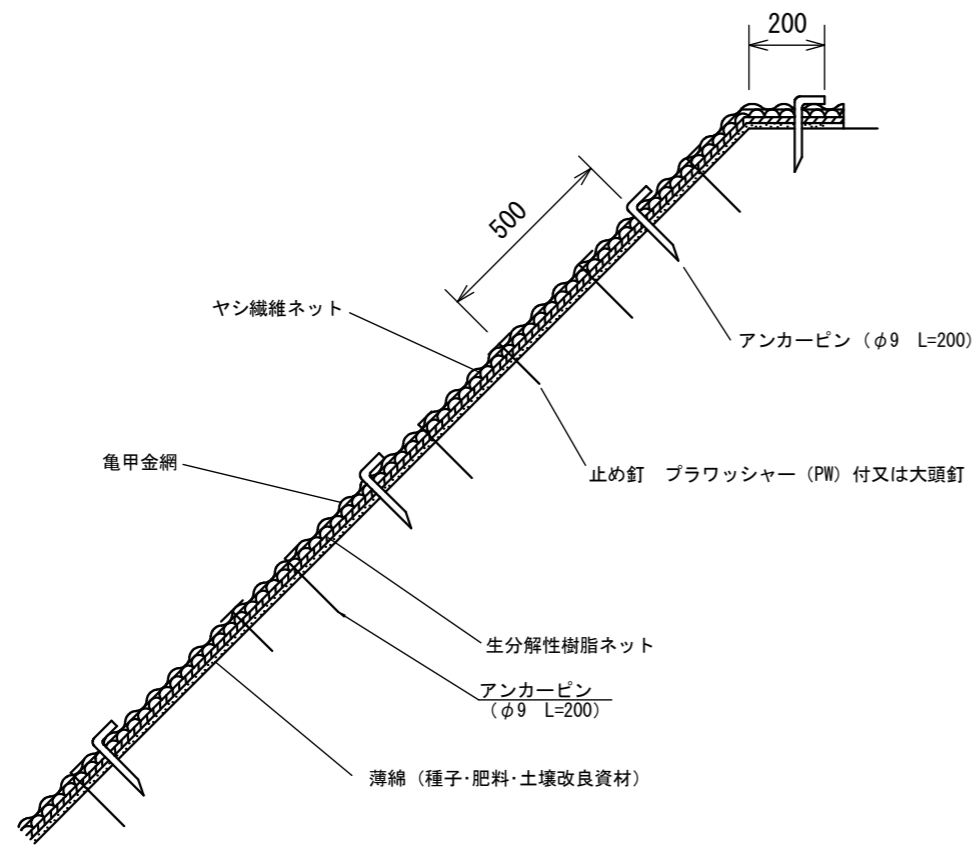 200
500
ヤシ繊維ネット
アンカーピン（φ9　L=200）
亀甲金網
止め釘　プラワッシャー（PW）付又は大頭釘
生分解性樹脂ネット
アンカーピン
（φ9　L=200）
薄綿（種子･肥料･土壌改良資材）